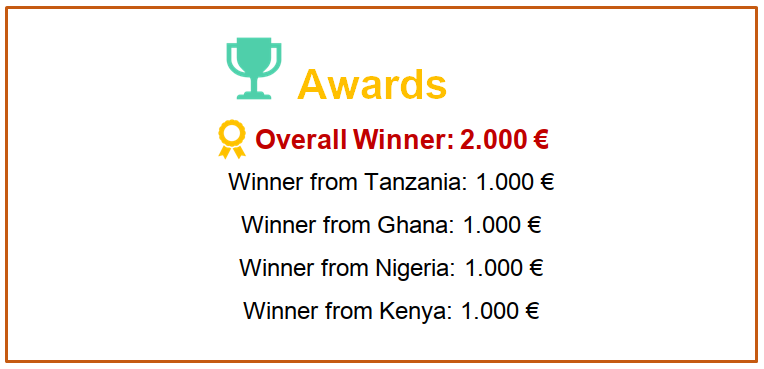 Awards
Overall Winner: 2.000 €
Winner from Tanzania: 1.000 €
Winner from Ghana: 1.000 €
Winner from Nigeria: 1.000 €
Winner from Kenya: 1.000 €